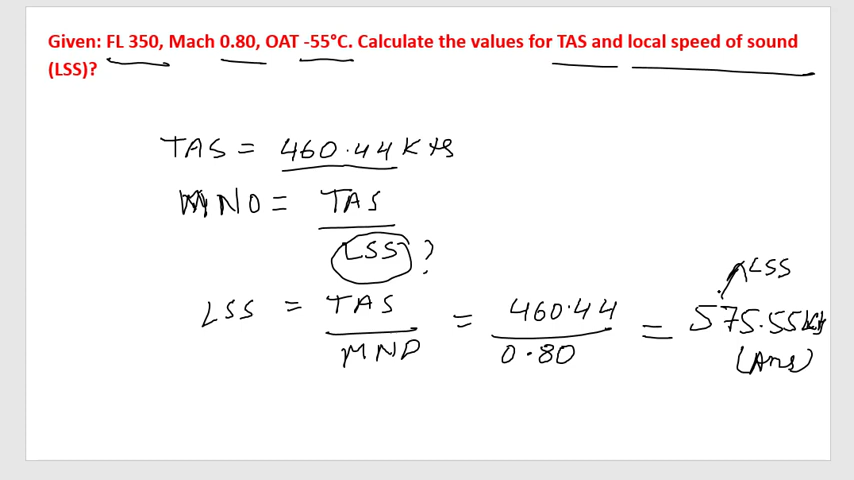 Given: FL 350, Mach 0.80, OAT -55°C. Calculate the values for TAS and local speed of sound
(LSS)?
TAS = 460.44 Kts
MNO = TAS
LSS ?
LSS = TAS / MNO = 460.44 / 0.80 = 575.55 Kts
LSS
(Ans)